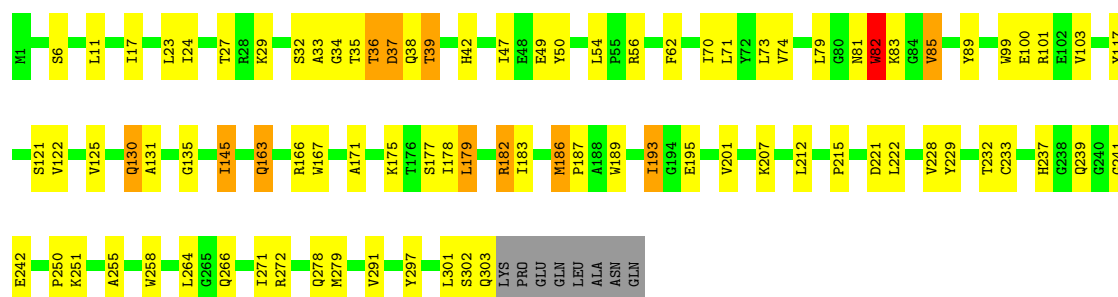 M1 S6 L11 I17 L23 I24 T27 R28 K29 S32 A33 G34 T35 T36 D37 Q38 T39 H42 I47 E48 E49 Y50 L54 P55 R56 F62 I70 L71 Y72 L73 V74 L79 G80 N81 W82 K83 G84 V85 Y89 W99 E100 R101 E102 V103
S121 V122 V125 Q130 A131 G135 I145 Q163 R166 W167 A171 K175 T176 S177 I178 L179 R182 I183 M186 P187 A188 W189 I193 G194 E195 V201 K207 L212 P215 D221 L222 V228 Y229 T232 C233 H237 G238 Q239 G240
E242 P250 K251 A255 W258 L264 G265 Q266 I271 R272 Q278 M279 V291 Y297 L301 S302 Q303 LYS PRO GLU GLN LEU ALA ASN GLN